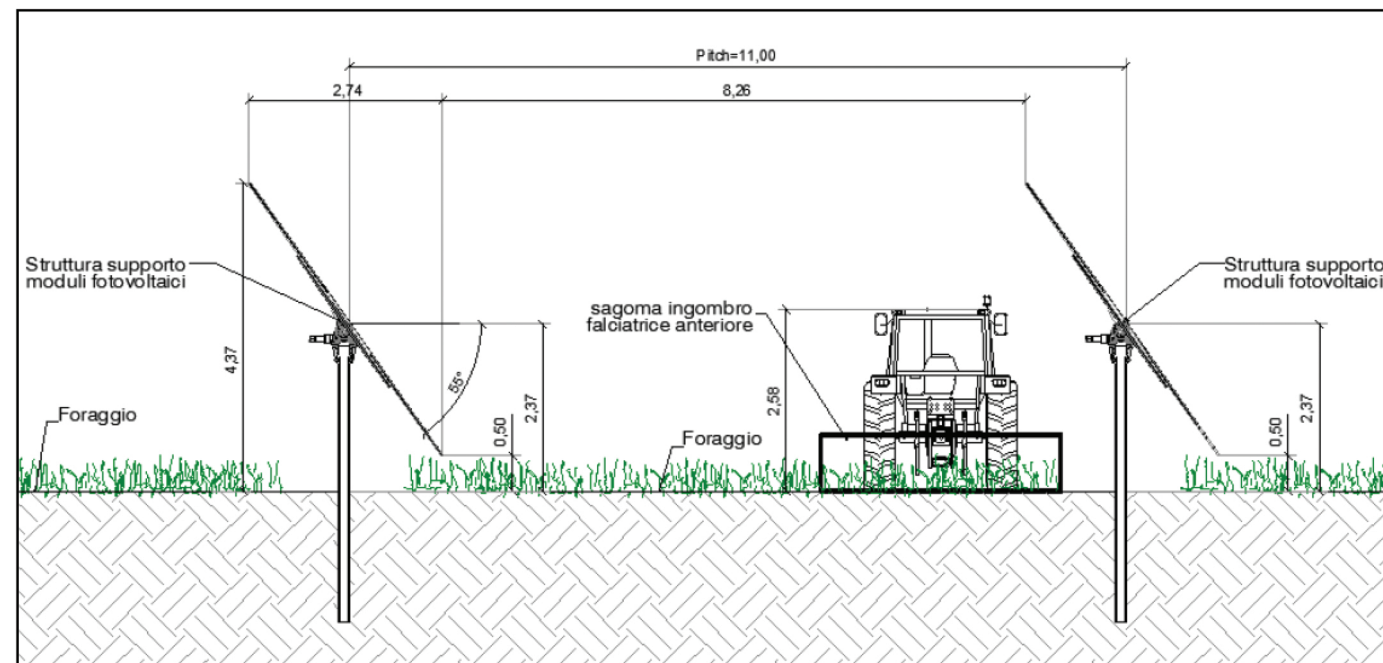 Pitch=11,00
2,74
8,26
Struttura supporto
moduli fotovoltaici
sagoma ingombro
falciatrice anteriore
Struttura supporto
moduli fotovoltaici
4,37
55°
2,37
0,50
2,58
2,37
0,50
Foraggio
Foraggio